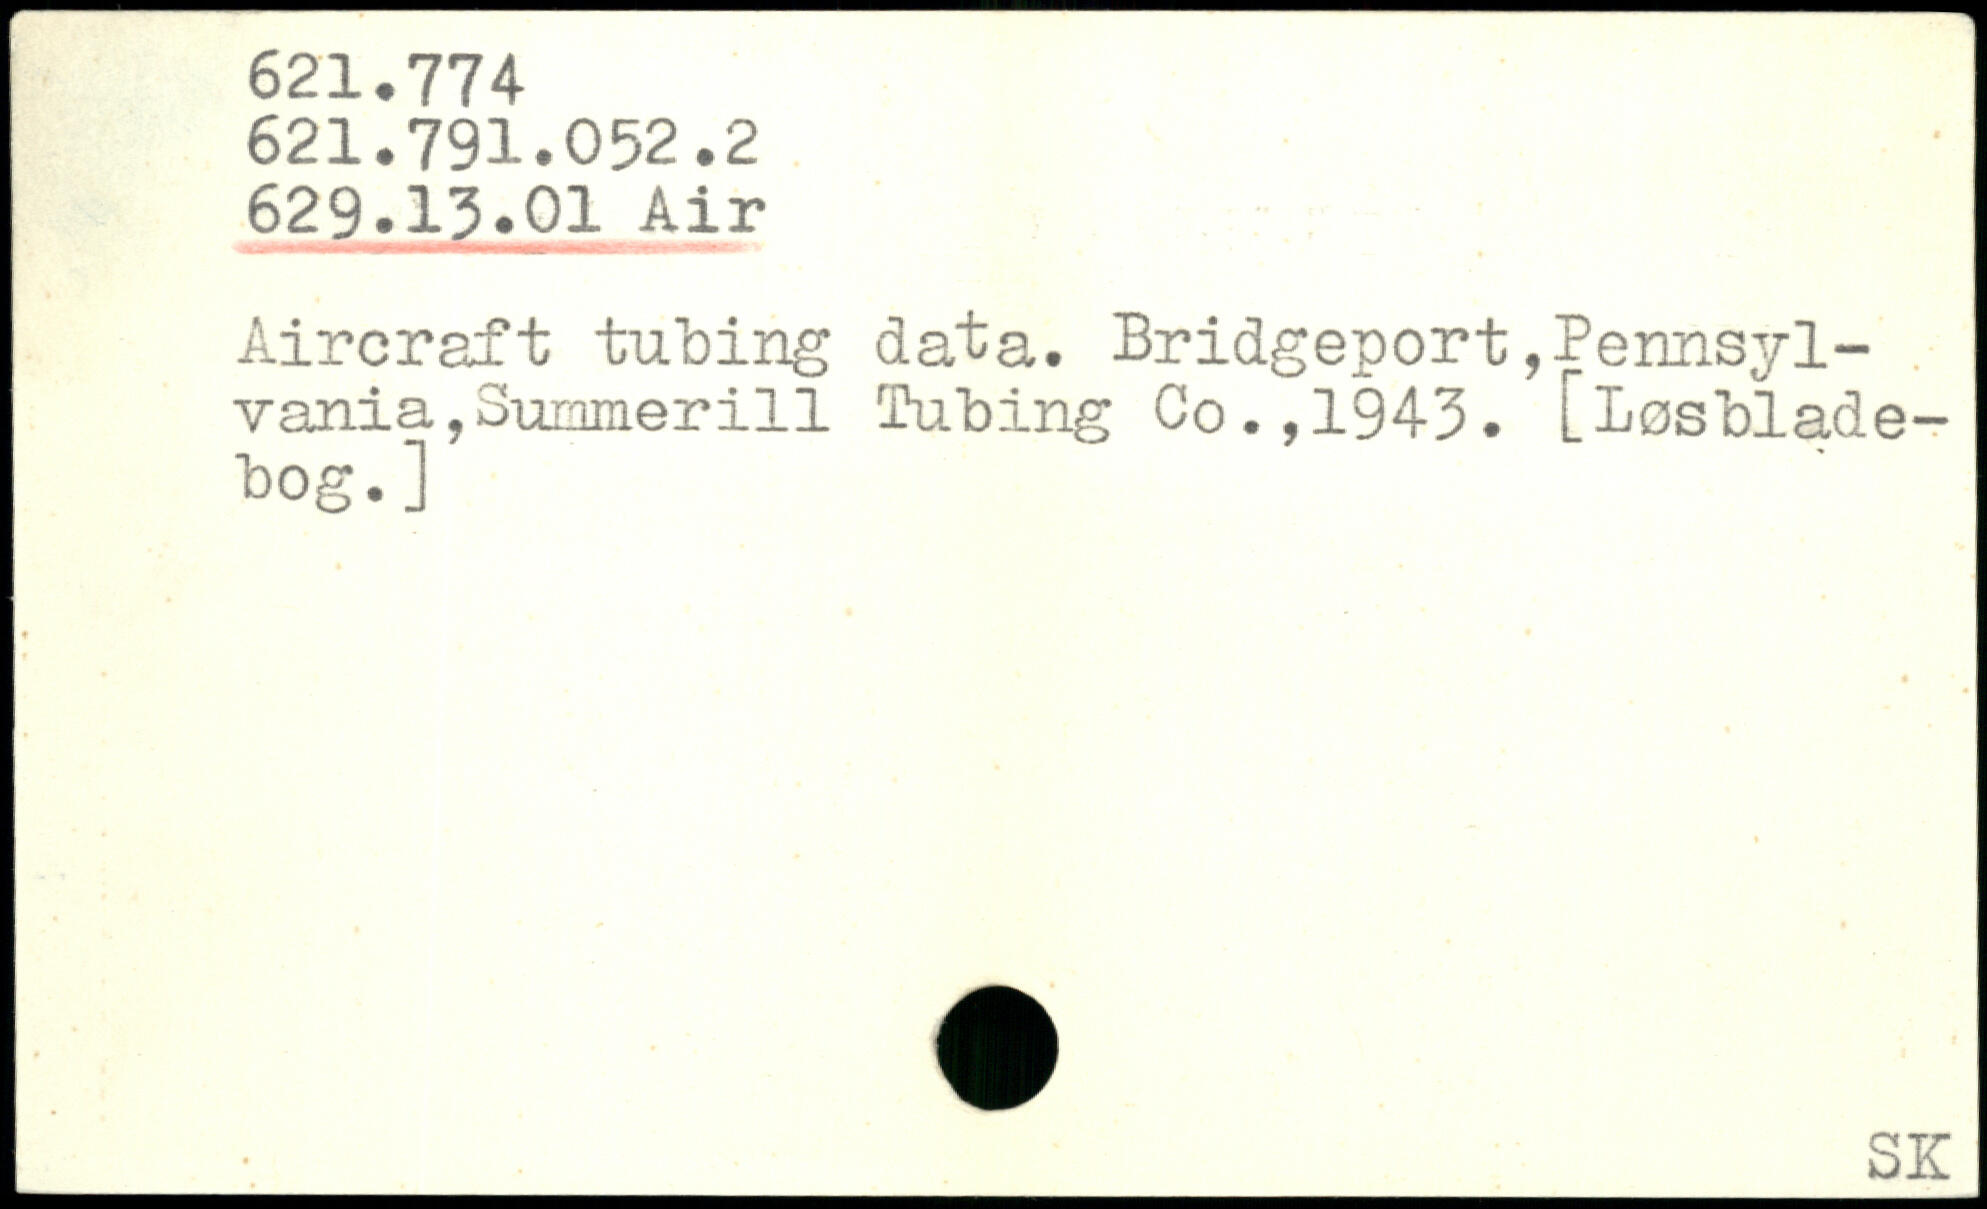 621.774
621.791.052.2
629.13.01 Air
Aircraft tubing data. Bridgeport,Pennsyl-
vania,Summerill Tubing Co.,1943. [Løsblade-
bog.]
SK